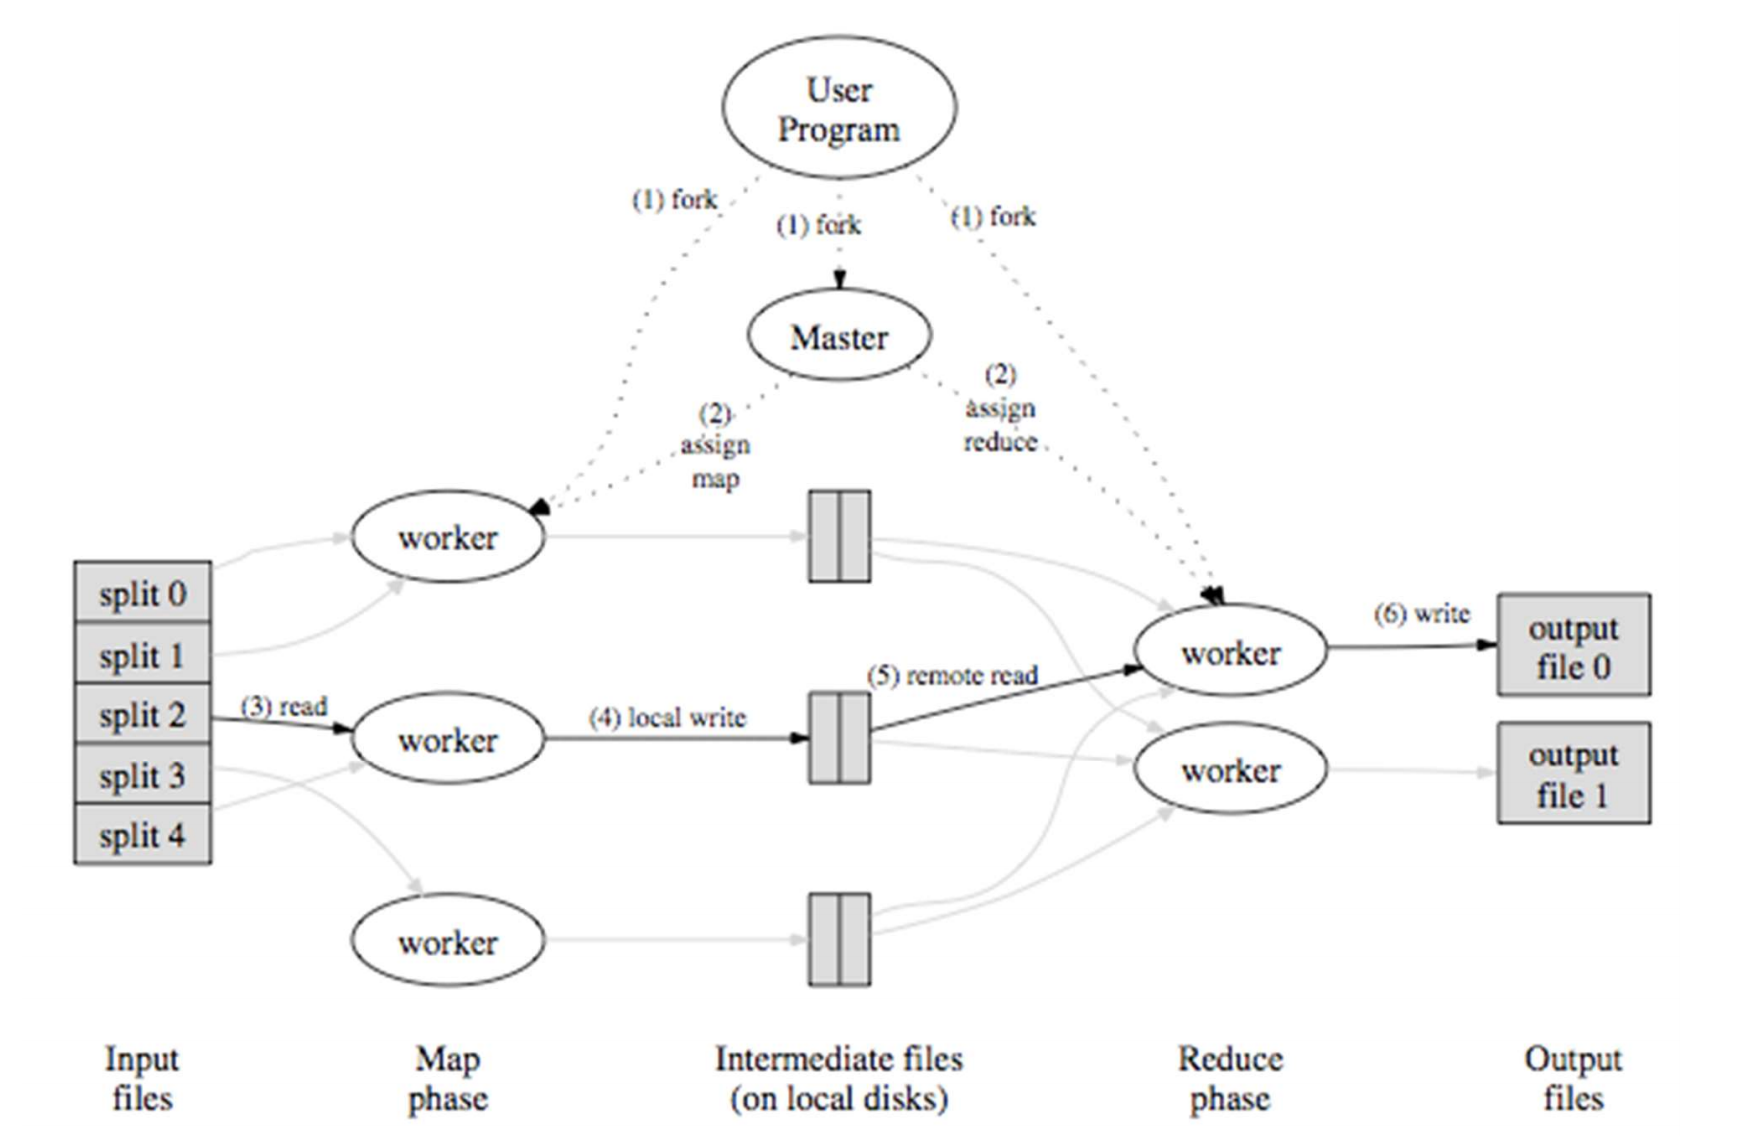 User
Program
(1) fork
(1) fork
(1) fork
Master
(2)
assign
map
(2)
assign
reduce
worker
split 0
split 1
split 2
split 3
split 4
(3) read
worker
(4) local write
(5) remote read
worker
worker
worker
(6) write
output
file 0
output
file 1
Input
files
Map
phase
Intermediate files
(on local disks)
Reduce
phase
Output
files